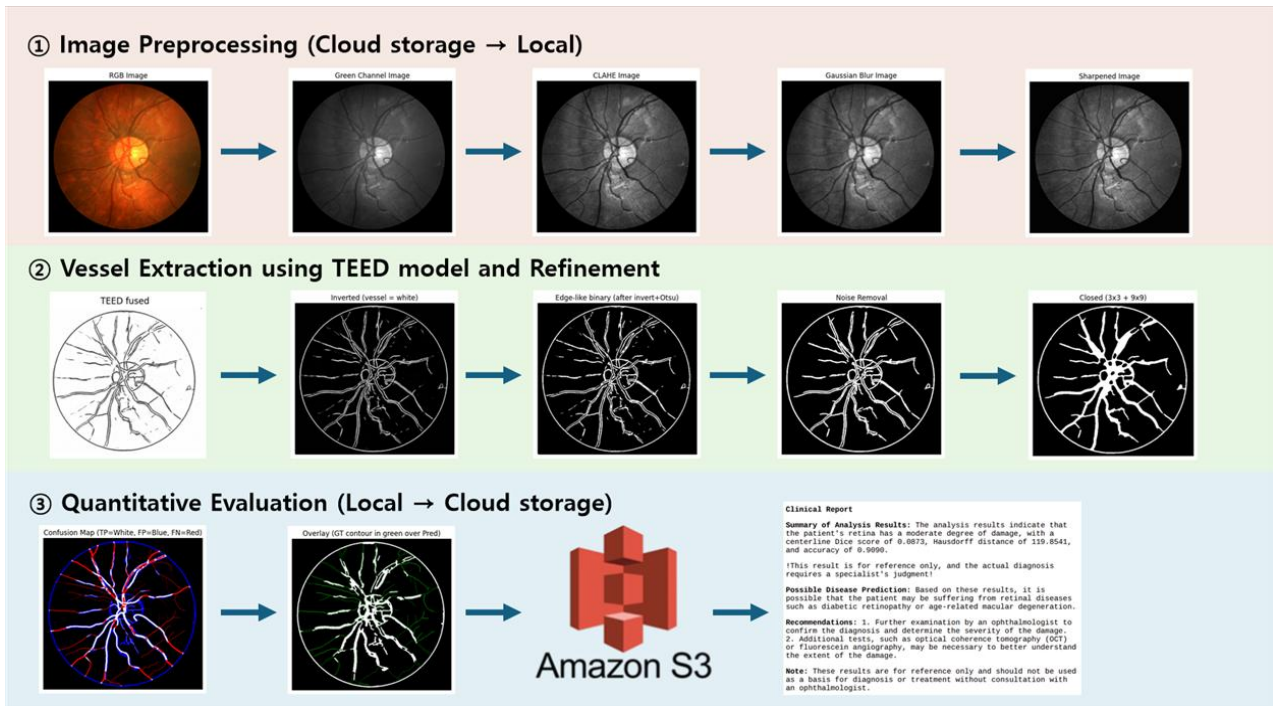 ① Image Preprocessing (Cloud storage → Local)
RGB Image
Green Channel Image
CLAHE Image
Gaussian Blur Image
Sharpened Image
② Vessel Extraction using TEED model and Refinement
TEED fused
Inverted (vessel = white)
Edge-like binary (after invert+Otsu)
Noise Removal
Closed (3x3 + 9x9)
③ Quantitative Evaluation (Local → Cloud storage)
Confusion Map (TP=White, FP=Blue, FN=Red)
Overlay (GT contour in green over Pred)
Amazon S3
Clinical Report
Summary of Analysis Results: The analysis results indicate that
the patient's retina has a moderate degree of damage, with a
centerline Dice score of 0.0873, Hausdorff distance of 119.8541,
and accuracy of 0.9090.
!This result is for reference only, and the actual diagnosis
requires a specialist's judgment!
Possible Disease Prediction: Based on these results, it is
possible that the patient may be suffering from retinal diseases
such as diabetic retinopathy or age-related macular degeneration.
Recommendations: 1. Further examination by an ophthalmologist to
confirm the diagnosis and determine the severity of the damage.
2. Additional tests, such as optical coherence tomography (OCT)
or fluorescein angiography, may be necessary to better understand
the extent of the damage.
Note: These results are for reference only and should not be used
as a basis for diagnosis or treatment without consultation with
an ophthalmologist.